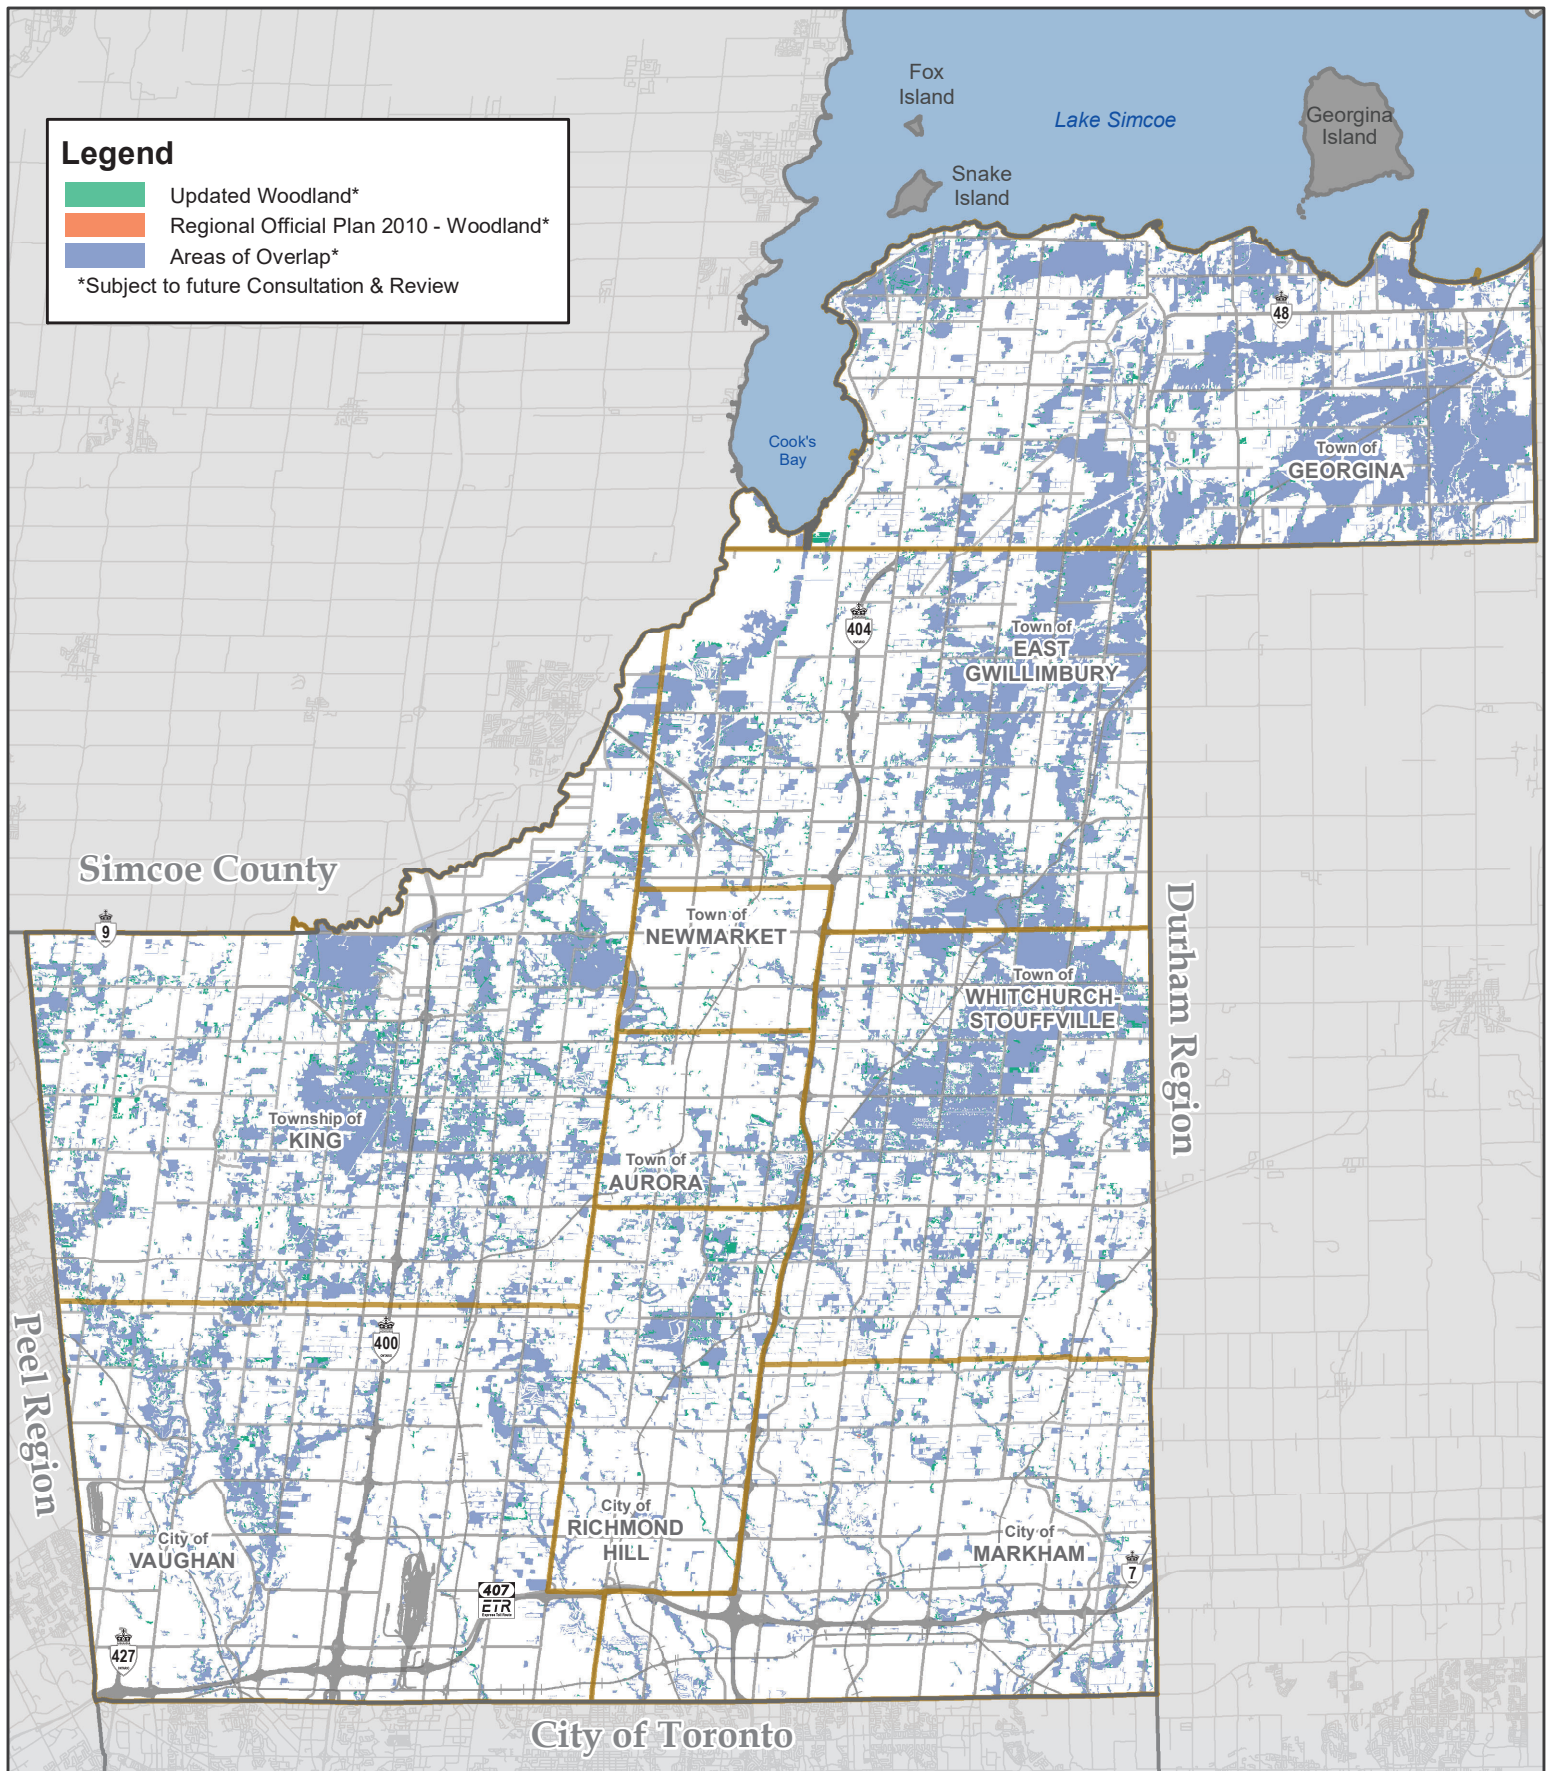 Fox
Island
Lake Simcoe
Georgina
Island
Snake
Island
Legend
Updated Woodland*
Regional Official Plan 2010 - Woodland*
Areas of Overlap*
*Subject to future Consultation & Review
48
Cook's
Bay
Town of
GEORGINA
404
Town of
EAST
GWILLIMBURY
Simcoe County
9
Town of
NEWMARKET
Durham Region
Town of
WHITCHURCH-
STOUFFVILLE
Township of
KING
Town of
AURORA
Peel Region
400
City of
RICHMOND
HILL
City of
VAUGHAN
City of
MARKHAM
7
407
ETR
427
City of Toronto